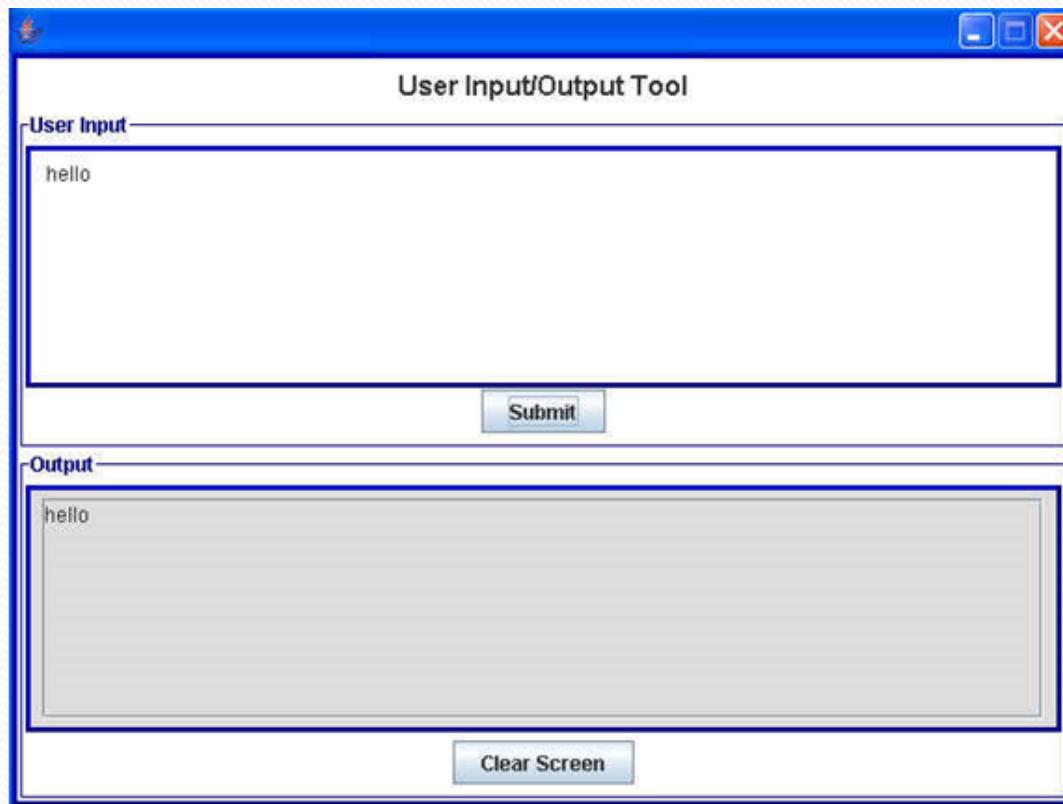 User Input/Output Tool
User Input
hello
Submit
Output
hello
Clear Screen